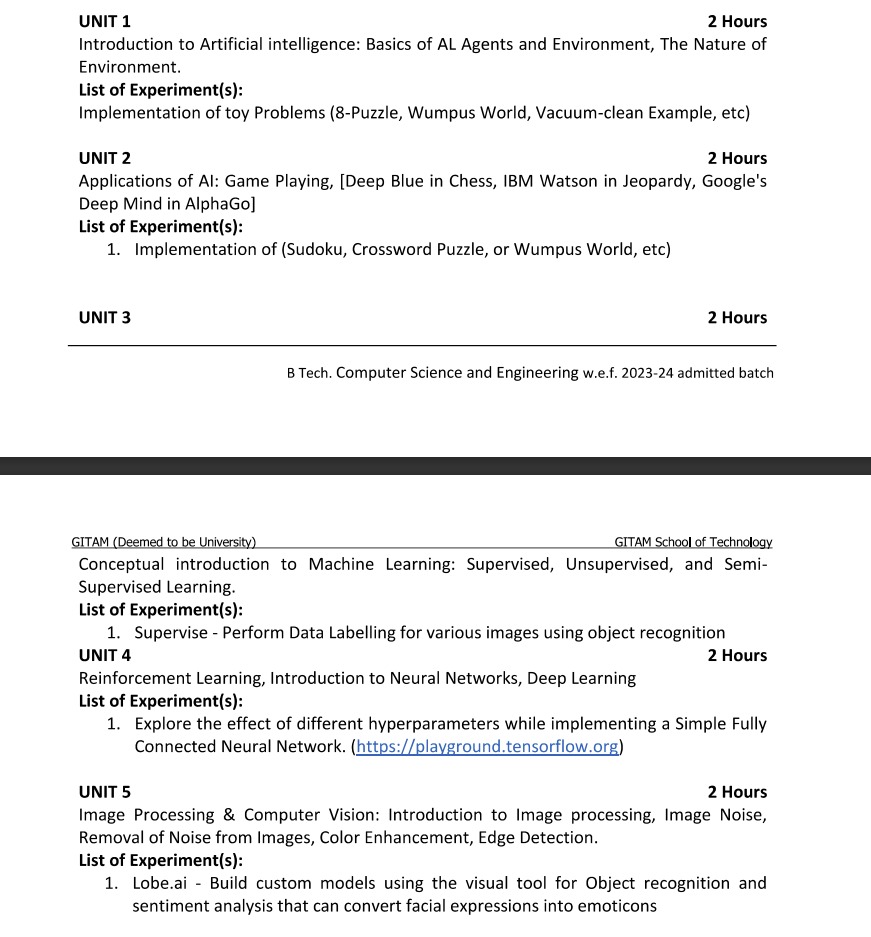 UNIT 1 2 Hours
Introduction to Artificial intelligence: Basics of AL Agents and Environment, The Nature of
Environment.
List of Experiment(s):
Implementation of toy Problems (8-Puzzle, Wumpus World, Vacuum-clean Example, etc)
UNIT 2 2 Hours
Applications of AI: Game Playing, [Deep Blue in Chess, IBM Watson in Jeopardy, Google's
Deep Mind in AlphaGo]
List of Experiment(s):
1. Implementation of (Sudoku, Crossword Puzzle, or Wumpus World, etc)
UNIT 3 2 Hours
B Tech. Computer Science and Engineering w.e.f. 2023-24 admitted batch
GITAM (Deemed to be University) GITAM School of Technology
Conceptual introduction to Machine Learning: Supervised, Unsupervised, and Semi-
Supervised Learning.
List of Experiment(s):
1. Supervise - Perform Data Labelling for various images using object recognition
UNIT 4 2 Hours
Reinforcement Learning, Introduction to Neural Networks, Deep Learning
List of Experiment(s):
1. Explore the effect of different hyperparameters while implementing a Simple Fully
Connected Neural Network. (https://playground.tensorflow.org)
UNIT 5 2 Hours
Image Processing & Computer Vision: Introduction to Image processing, Image Noise,
Removal of Noise from Images, Color Enhancement, Edge Detection.
List of Experiment(s):
1. Lobe.ai - Build custom models using the visual tool for Object recognition and
sentiment analysis that can convert facial expressions into emoticons